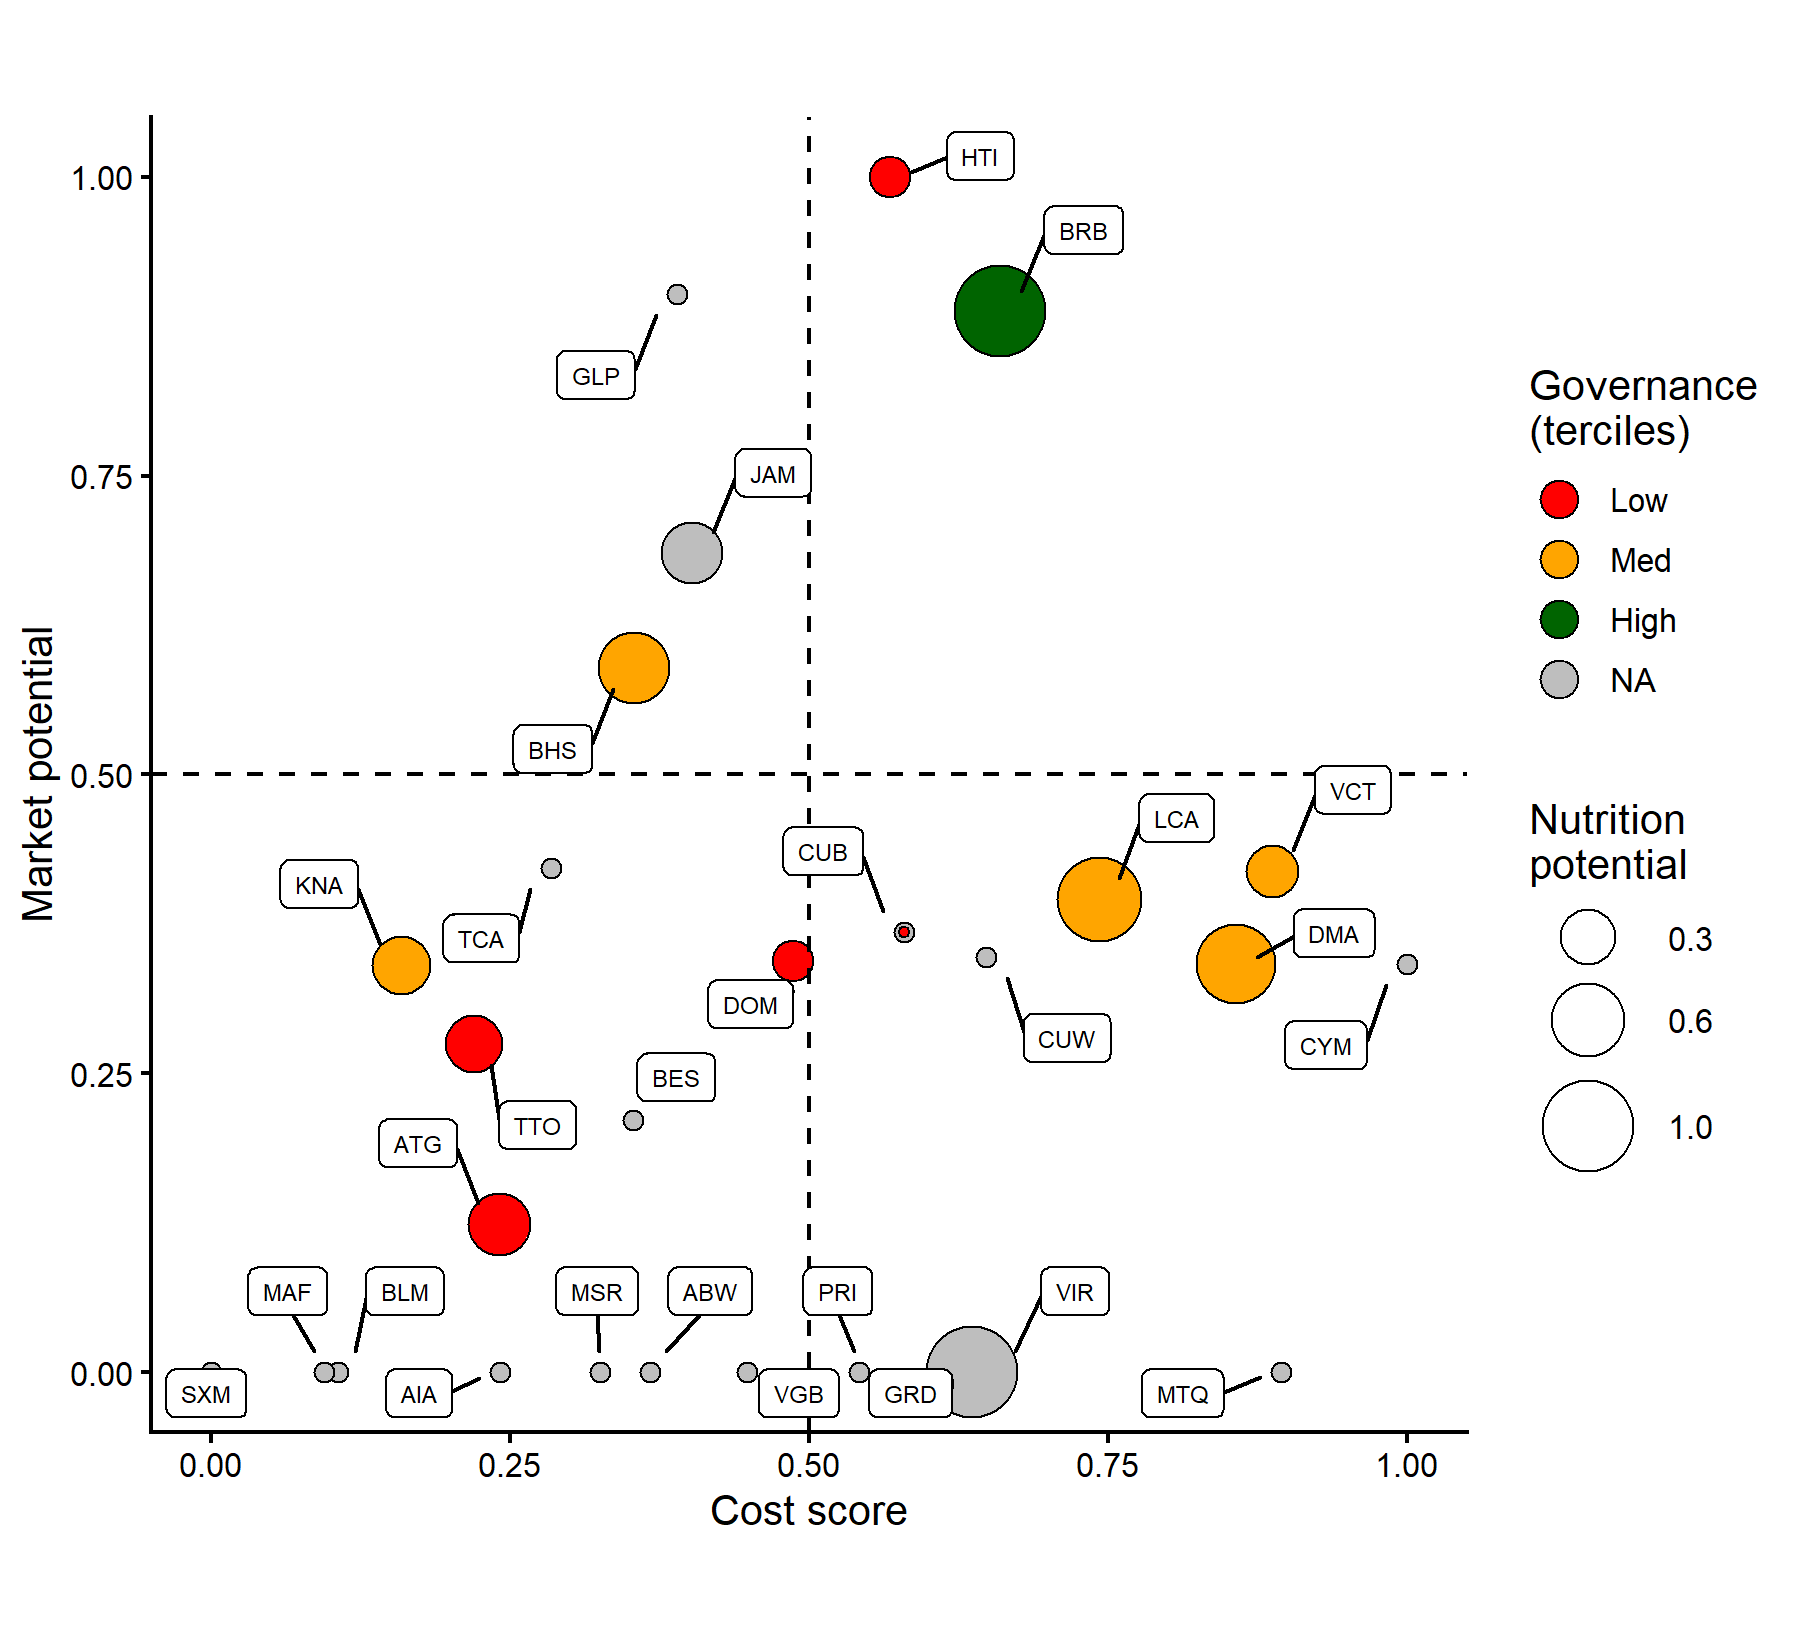 HTI
1.00
BRB
GLP
Governance
(terciles)
JAM
0.75
Low
Med
High
NA
BHS
0.50
Market potential
VCT
LCA
Nutrition
potential
CUB
KNA
TCA
DMA
0.3
DOM
0.6
CUW
CYM
0.25
BES
TTO
ATG
1.0
MAF
BLM
MSR
ABW
PRI
VIR
0.00
SXM
AIA
VGB
GRD
MTQ
0.00 0.25 0.50 0.75 1.00
Cost score